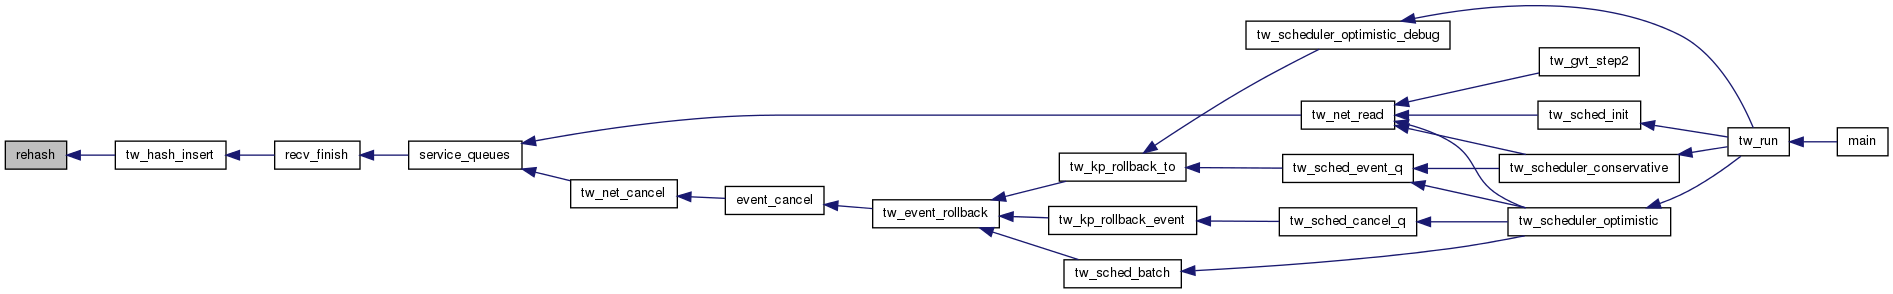 rehash
tw_hash_insert
recv_finish
service_queues
tw_net_cancel
event_cancel
tw_event_rollback
tw_kp_rollback_to
tw_kp_rollback_event
tw_sched_batch
tw_scheduler_optimistic_debug
tw_net_read
tw_sched_event_q
tw_sched_cancel_q
tw_gvt_step2
tw_sched_init
tw_scheduler_conservative
tw_scheduler_optimistic
tw_run
main